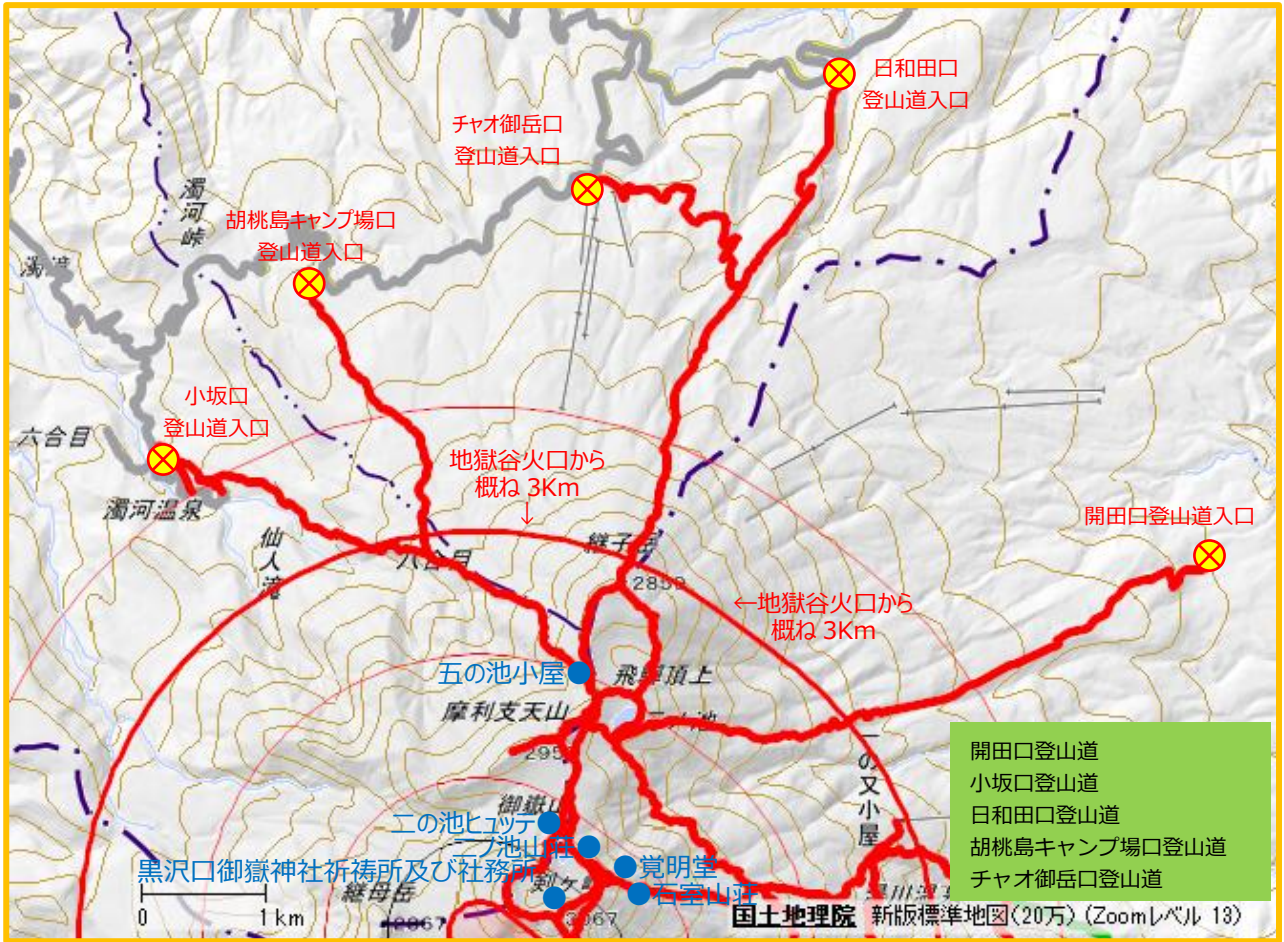 日和田口
登山道入口
チャオ御岳口
登山道入口
濁河峠
胡桃島キャンプ場口
登山道入口
小坂口
登山道入口
六合目
地獄谷火口から
概ね 3Km
↓
濁河温泉
仙人滝
開田口登山道入口
六合目
継子岳
2859
←地獄谷火口から
概ね 3Km
五の池小屋
飛騨頂上
摩利支天山
御嶽山
二の池ヒュッテ
覚明堂
黒沢口御嶽神社祈祷所及び社務所
石室山荘
継母岳
剣ヶ峰
2867
3067
の又小屋
開田口登山道
小坂口登山道
日和田口登山道
胡桃島キャンプ場口登山道
チャオ御岳口登山道
0 1km
国土地理院 新版標準地図(20万) (Zoomレベル 13)